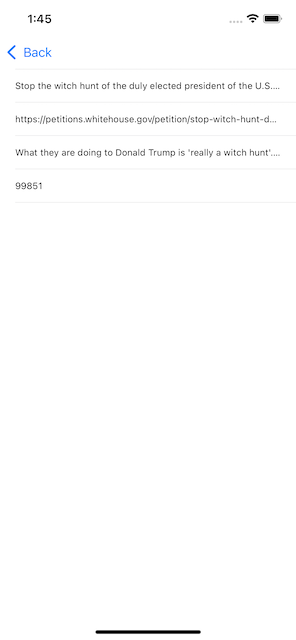 1:45
Back
Stop the witch hunt of the duly elected president of the U.S....
https://petitions.whitehouse.gov/petition/stop-witch-hunt-d...
What they are doing to Donald Trump is 'really a witch hunt'....
99851